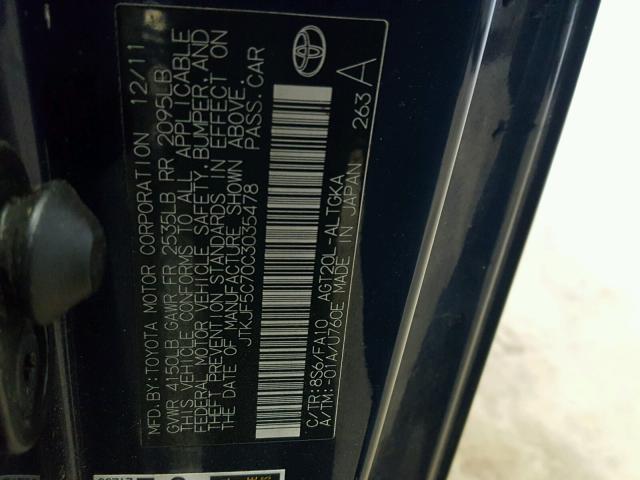 MFD.BY:TOYOTA MOTOR CORPORATION 12/11
GVWR 4150LB GAWR FR 2535LB RR 2095LB
THIS VEHICLE CONFORMS TO ALL APPLICABLE
FEDERAL MOTOR VEHICLE SAFETY, BUMPER, AND
THEFT PREVENTION STANDARDS IN EFFECT ON
THE DATE OF MANUFACTURE SHOWN ABOVE.
JTKJF5C70C3035478 PASS.CAR
C/TR:8S6/FA10 AGT20L-ALTGKA
A/TM:-01A/U760E MADE IN JAPAN 263 A